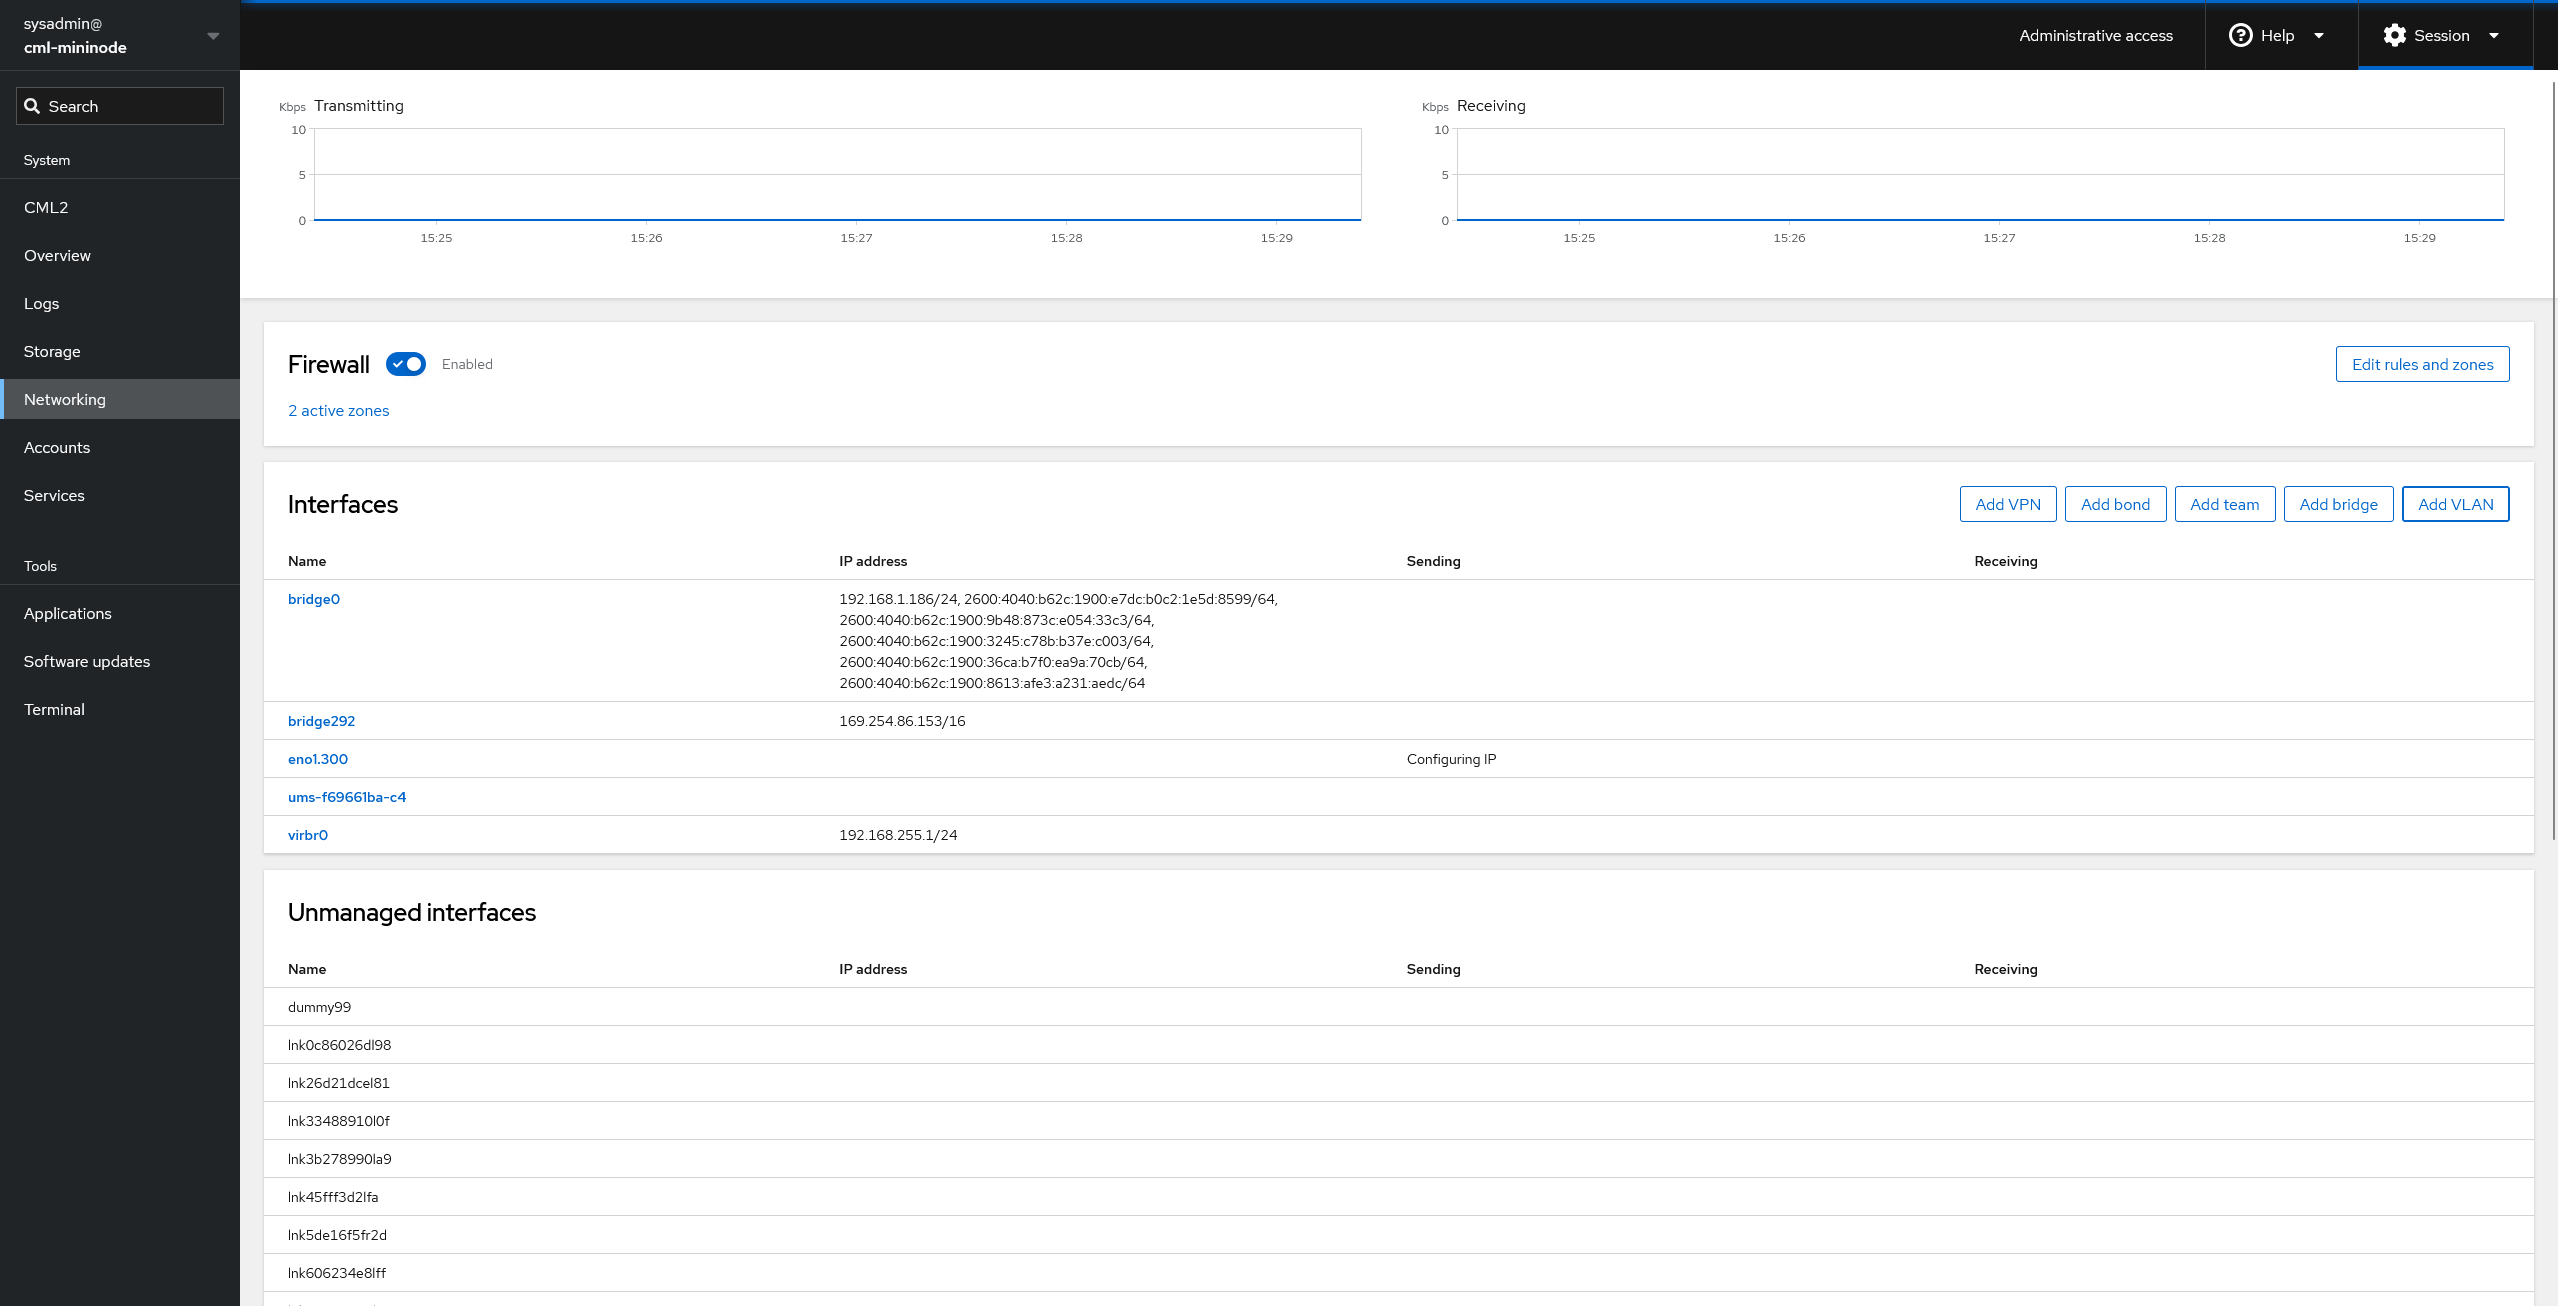 sysadmin@
cml-mininode
Administrative access
Help
Session
Search
System
CML2
Overview
Logs
Storage
Networking
Accounts
Services
Tools
Applications
Software updates
Terminal
Kbps Transmitting
10
5
0
15:25 15:26 15:27 15:28 15:29
Kbps Receiving
10
5
0
15:25 15:26 15:27 15:28 15:29
Firewall Enabled
Edit rules and zones
2 active zones
Interfaces
Add VPN Add bond Add team Add bridge Add VLAN
Name IP address Sending Receiving
bridge0 192.168.1.186/24, 2600:4040:b62c:1900:e7dc:b0c2:1e5d:8599/64,
2600:4040:b62c:1900:9b48:873c:e054:33c3/64,
2600:4040:b62c:1900:3245:c78b:b37e:c003/64,
2600:4040:b62c:1900:36ca:b7f0:ea9a:70cb/64,
2600:4040:b62c:1900:8613:afe3:a231:aedc/64
bridge292 169.254.86.153/16
eno1.300 Configuring IP
ums-f69661ba-c4
virbr0 192.168.255.1/24
Unmanaged interfaces
Name IP address Sending Receiving
dummy99
lnk0c86026dl98
lnk26d21dcel81
lnk33488910l0f
lnk3b278990la9
lnk45fff3d2lfa
lnk5de16f5fr2d
lnk606234e8lff